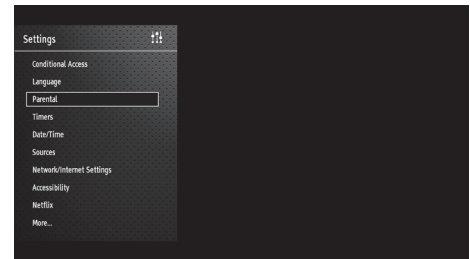 Settings
Conditional Access
Language
Parental
Timers
Date/Time
Sources
Network/Internet Settings
Accessibility
Netflix
More...